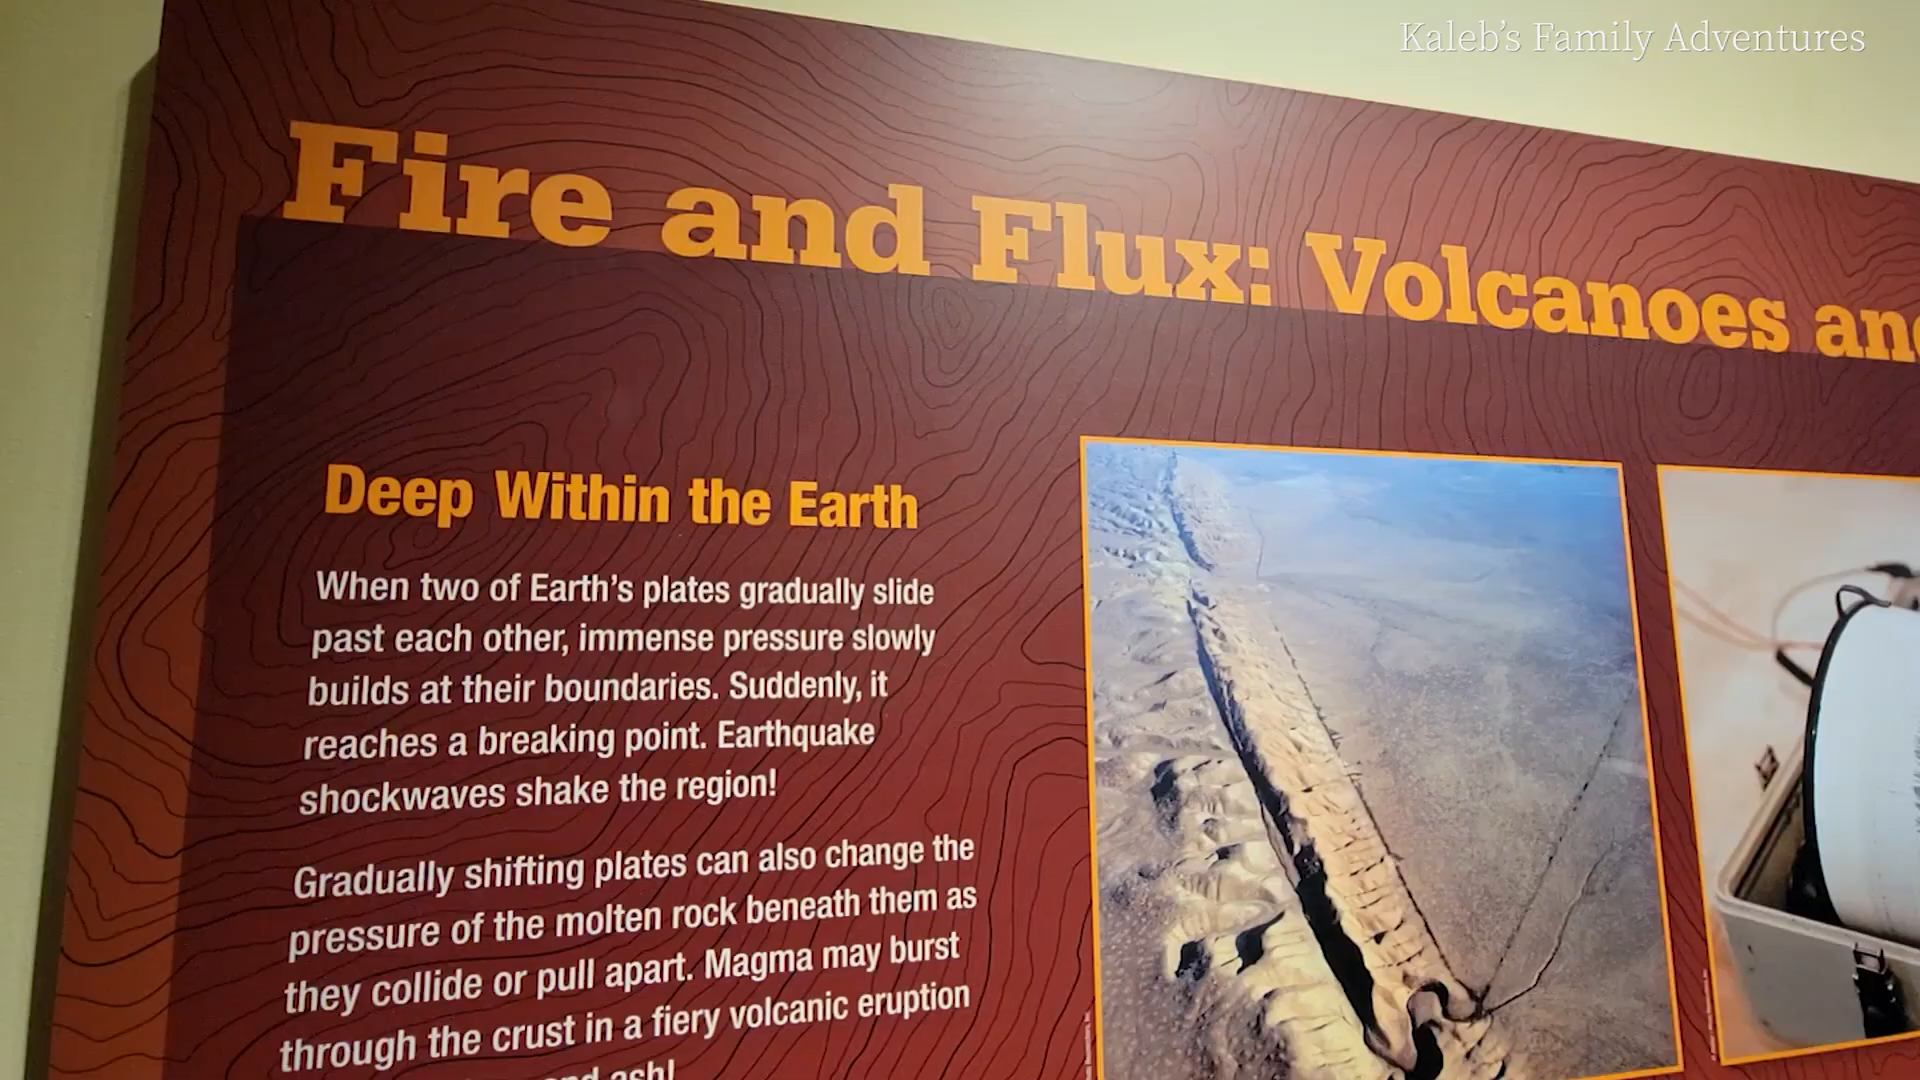 Kaleb's Family Adventures
Fire and Flux: Volcanoes
Deep Within the Earth
When two of Earth's plates gradually slide
past each other, immense pressure slowly
builds at their boundaries. Suddenly, it
reaches a breaking point. Earthquake
shockwaves shake the region!
Gradually shifting plates can also change the
pressure of the molten rock beneath them as
they collide or pull apart. Magma may burst
through the crust in a fiery volcanic eruption
ash!